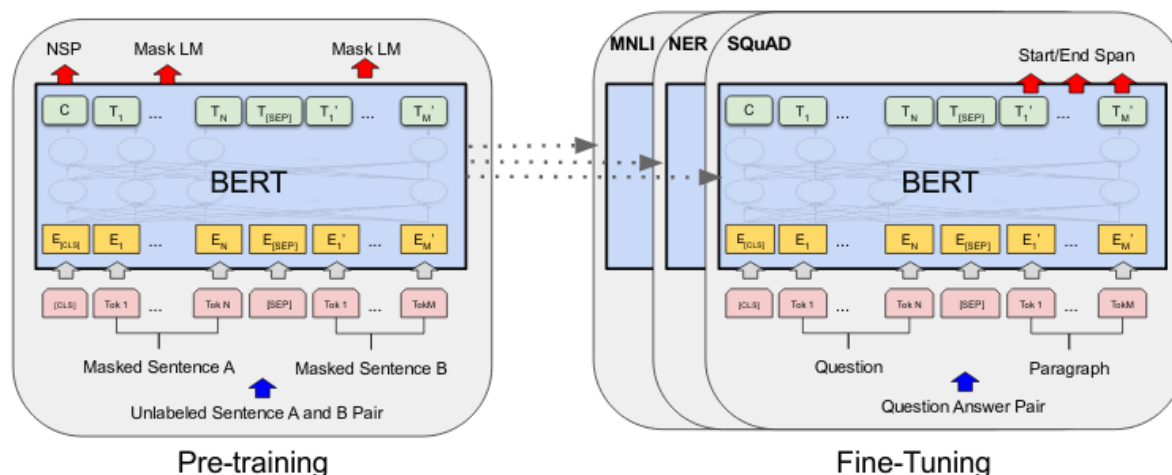 NSP Mask LM Mask LM
C T1 ... TN T[SEP] T1' ... TM'
...
...
BERT
E[CLS] E1 ... EN E[SEP] E1' ... EM'
[CLS] Tok 1 ... Tok N [SEP] Tok 1 ... TokM
Masked Sentence A Masked Sentence B
Unlabeled Sentence A and B Pair
Pre-training
MNLI NER SQuAD
Start/End Span
C T1 ... TN T[SEP] T1' ... TM'
...
...
BERT
E[CLS] E1 ... EN E[SEP] E1' ... EM'
[CLS] Tok 1 ... Tok N [SEP] Tok 1 ... TokM
Question Paragraph
Question Answer Pair
Fine-Tuning